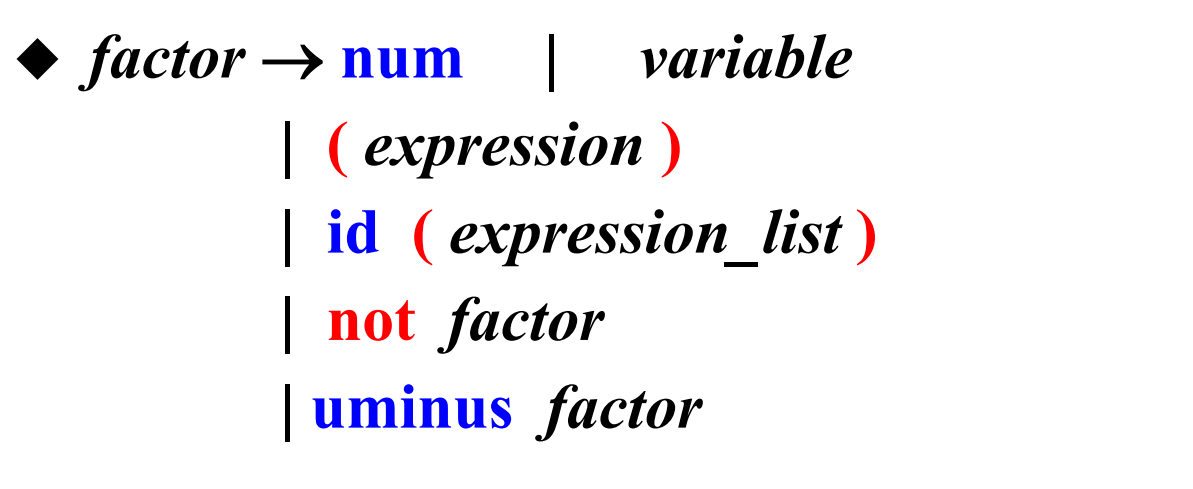 ◆ factor → num | variable
| ( expression )
| id ( expression_list )
| not factor
| uminus factor